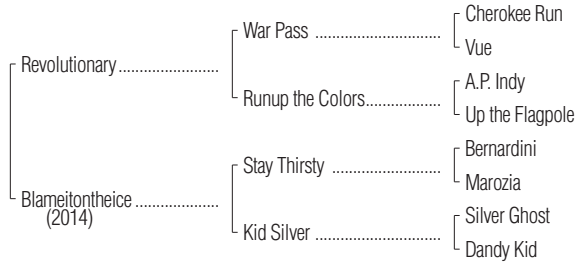 Cherokee Run
War Pass ..............................
Vue
Revolutionary ........................
A.P. Indy
Runup the Colors ..................
Up the Flagpole
Bernardini
Stay Thirsty ..........................
Marozia
Blameitontheice ....................
(2014)
Silver Ghost
Kid Silver ..............................
Dandy Kid